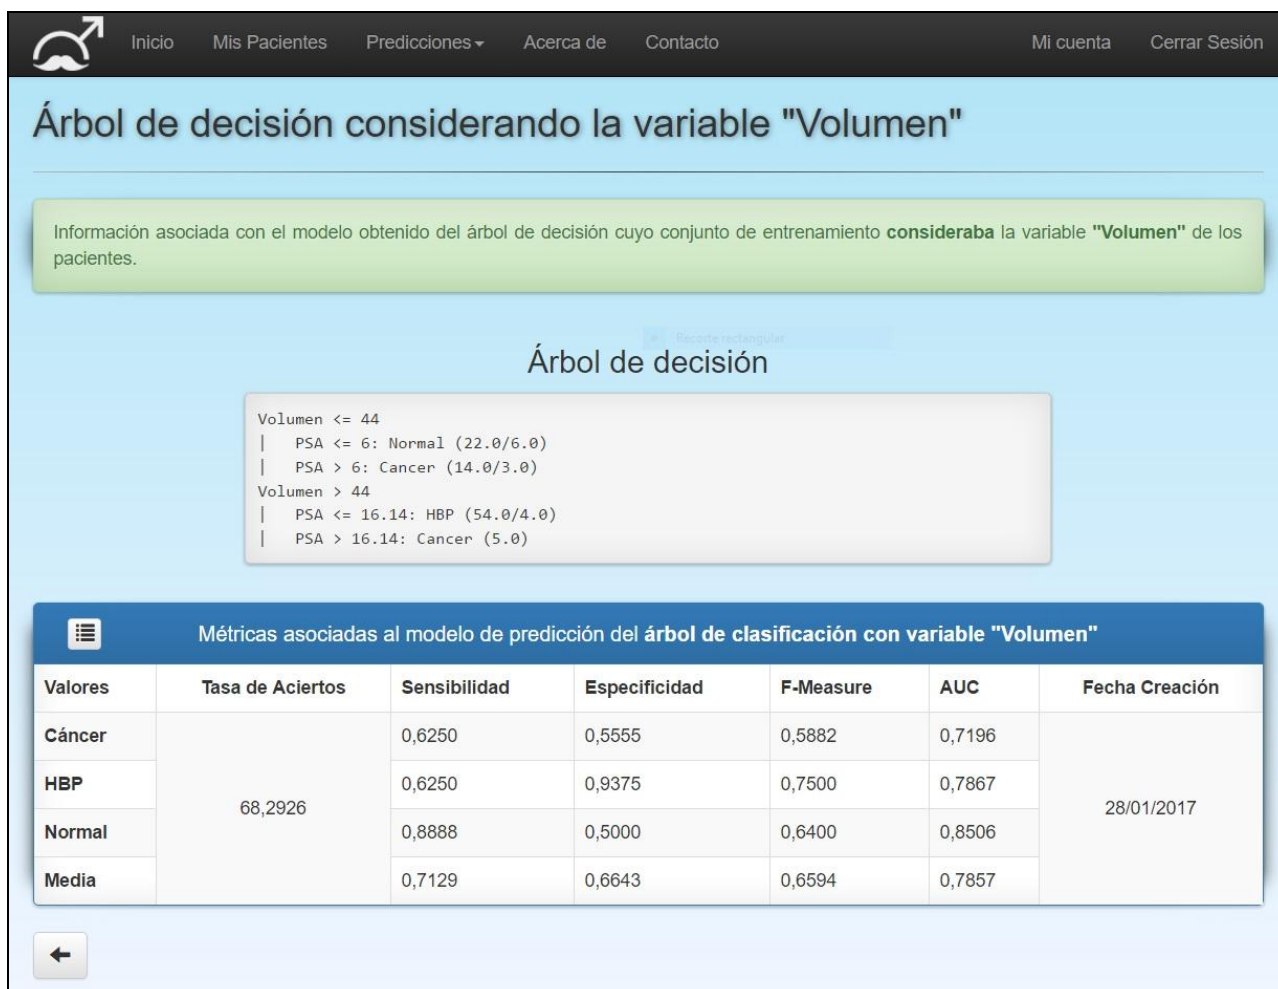 Inicio Mis Pacientes Predicciones Acerca de Contacto Mi cuenta Cerrar Sesión
Árbol de decisión considerando la variable "Volumen"
Información asociada con el modelo obtenido del árbol de decisión cuyo conjunto de entrenamiento consideraba la variable "Volumen" de los
pacientes.
Recorte rectangular
Árbol de decisión
Volumen <= 44
|   PSA <= 6: Normal (22.0/6.0)
|   PSA > 6: Cancer (14.0/3.0)
Volumen > 44
|   PSA <= 16.14: HBP (54.0/4.0)
|   PSA > 16.14: Cancer (5.0)
Métricas asociadas al modelo de predicción del árbol de clasificación con variable "Volumen"
Valores Tasa de Aciertos Sensibilidad Especificidad F-Measure AUC Fecha Creación
Cáncer 0,6250 0,5555 0,5882 0,7196
HBP 0,6250 0,9375 0,7500 0,7867
68,2926 28/01/2017
Normal 0,8888 0,5000 0,6400 0,8506
Media 0,7129 0,6643 0,6594 0,7857